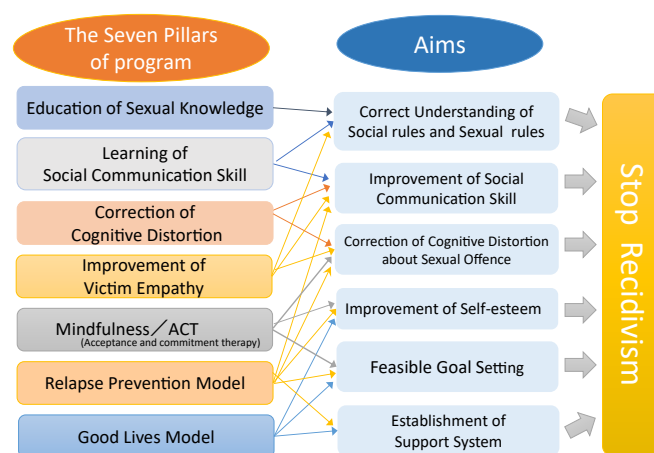 The Seven Pillars
of program
Aims
Education of Sexual Knowledge
Learning of
Social Communication Skill
Correction of
Cognitive Distortion
Improvement of
Victim Empathy
Mindfulness／ACT
(Acceptance and commitment therapy)
Relapse Prevention Model
Good Lives Model
Correct Understanding of
Social rules and Sexual rules
Improvement of Social
Communication Skill
Correction of Cognitive Distortion
about Sexual Offence
Improvement of Self-esteem
Feasible Goal Setting
Establishment of
Support System
Stop Recidivism